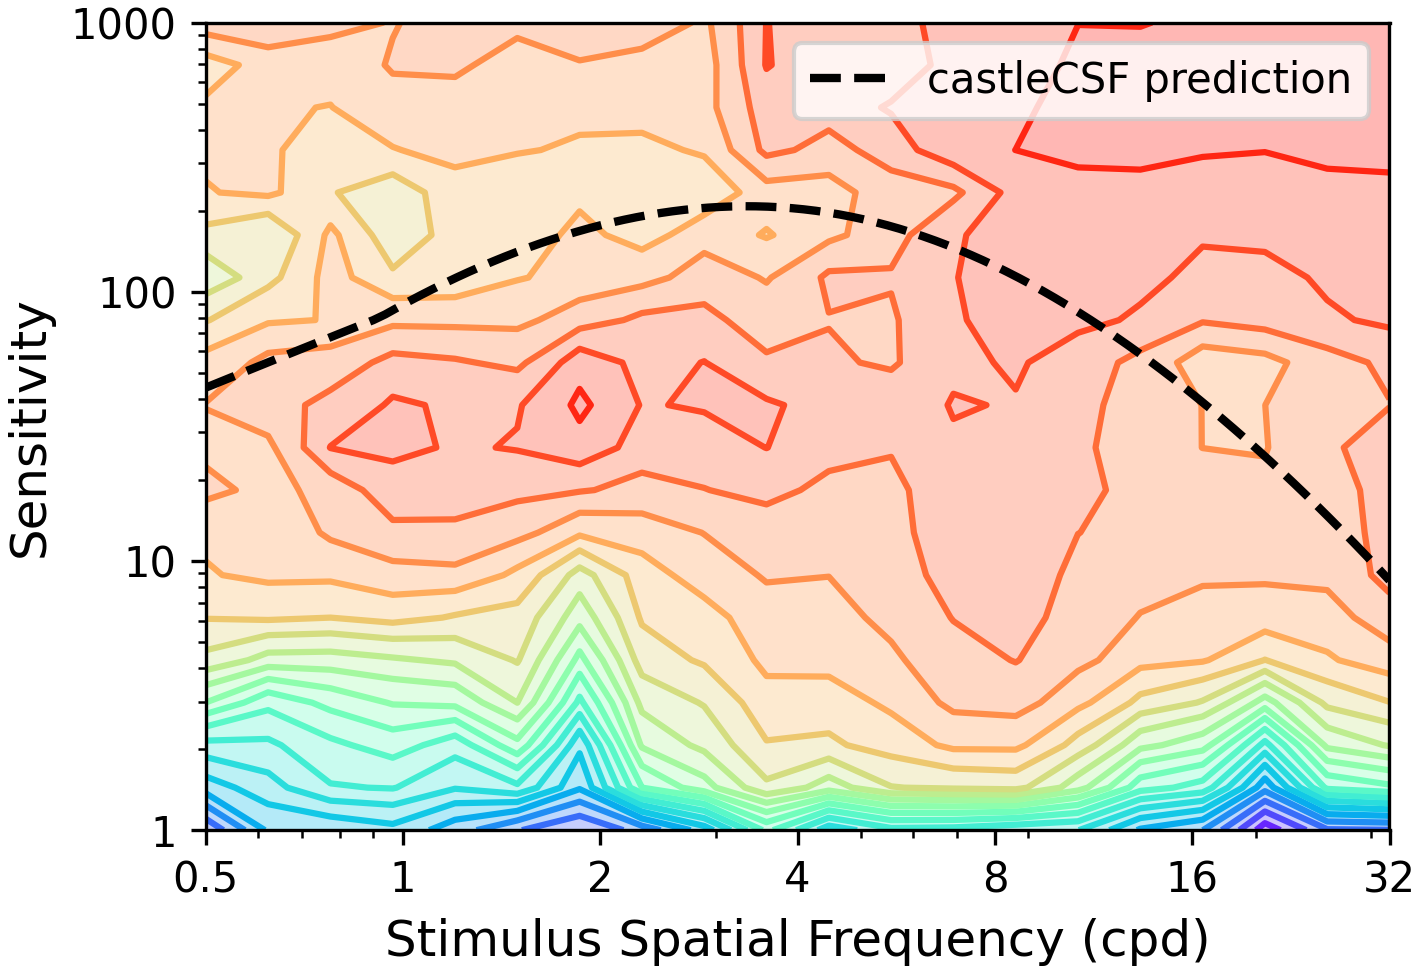 1000
castleCSF prediction
100
10
1
Sensitivity
0.5 1 2 4 8 16 32
Stimulus Spatial Frequency (cpd)